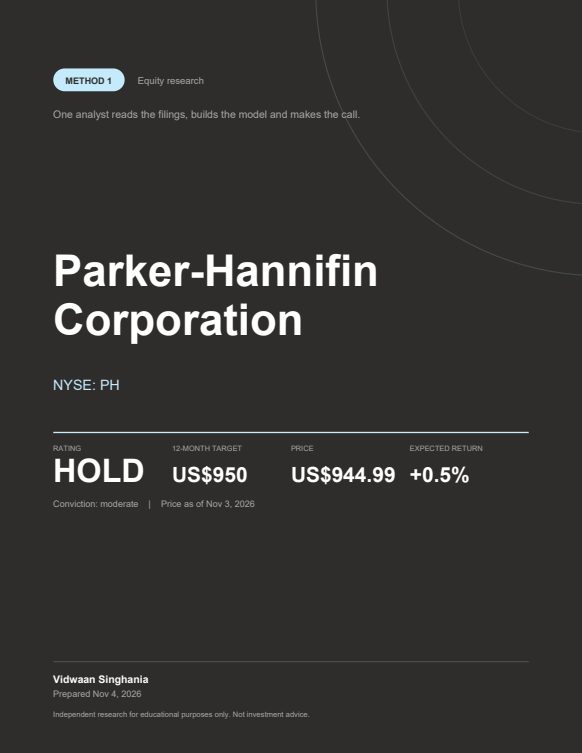 METHOD 1 Equity research
One analyst reads the filings, builds the model and makes the call.
Parker-Hannifin
Corporation
NYSE: PH
RATING 12-MONTH TARGET PRICE EXPECTED RETURN
HOLD US$950 US$944.99 +0.5%
Conviction: moderate | Price as of Nov 3, 2026
Vidwaan Singhania
Prepared Nov 4, 2026
Independent research for educational purposes only. Not investment advice.